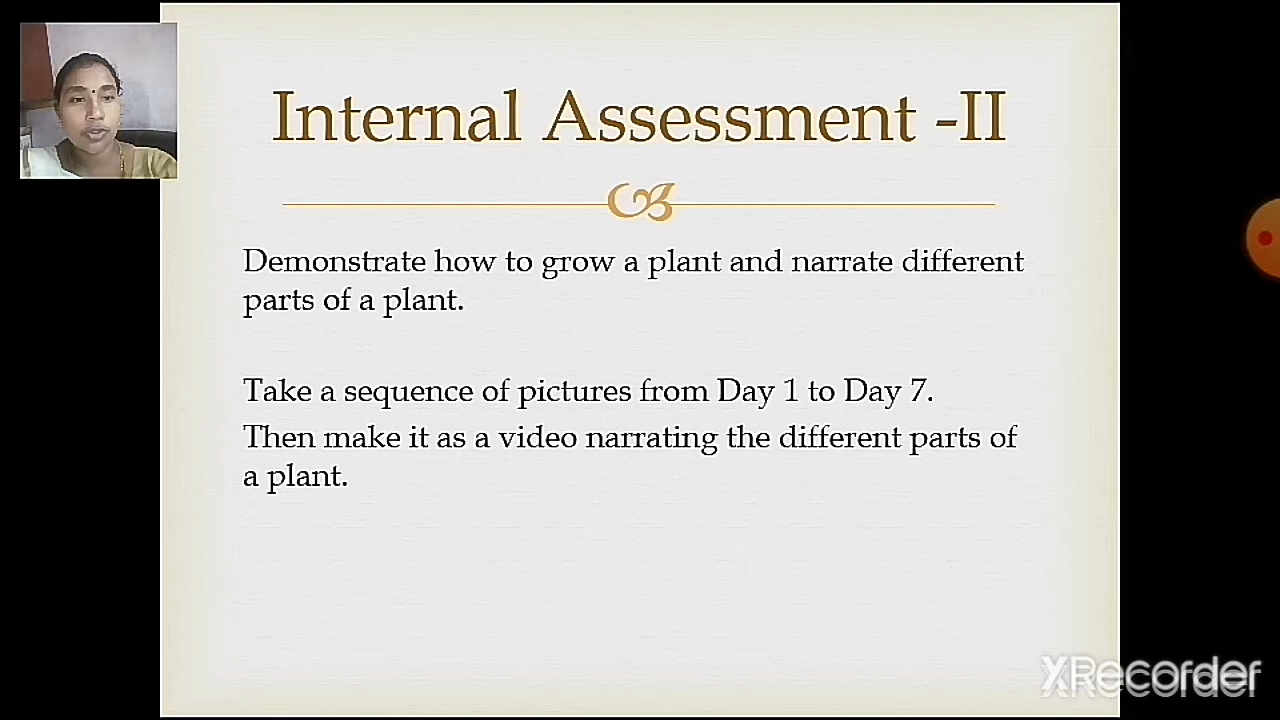 Internal Assessment -II
Demonstrate how to grow a plant and narrate different
parts of a plant.
Take a sequence of pictures from Day 1 to Day 7.
Then make it as a video narrating the different parts of
a plant.
XRecorder